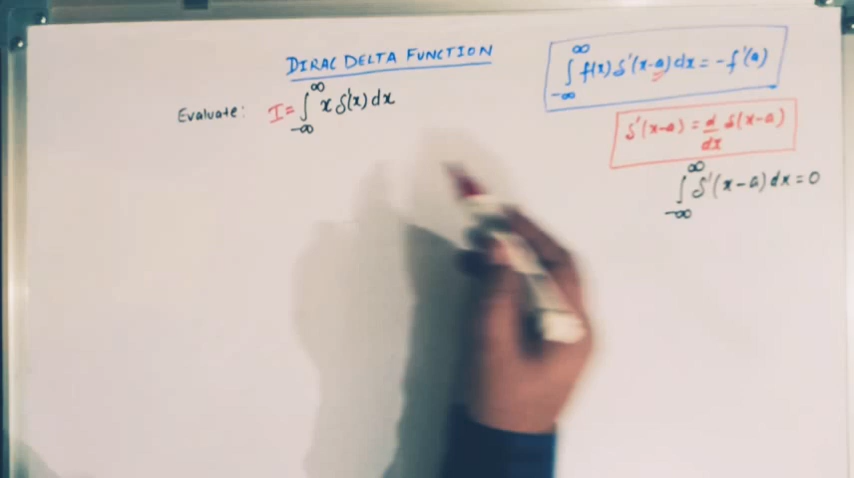 DIRAC DELTA FUNCTION
Evaluate: I = ∫_{-∞}^{∞} x δ'(x) dx
∫_{-∞}^{∞} f(x) δ'(x-a) dx = -f'(a)
δ'(x-a) = d/dx δ(x-a)
∫_{-∞}^{∞} δ'(x-a) dx = 0